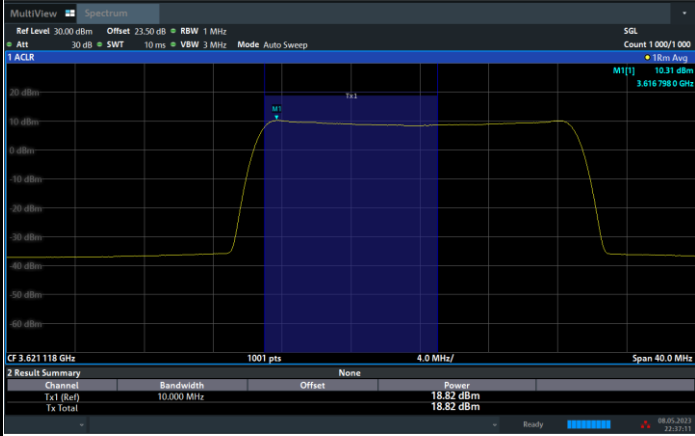 MultiView Spectrum
Ref Level 30.00 dBm Offset 23.50 dB RBW 1 MHz SGL
Att 30 dB SWT 10 ms VBW 3 MHz Mode Auto Sweep Count 1 000/1 000
1 ACLR 1Rm Avg
M1[1] 10.31 dBm
3.616 798 0 GHz
20 dBm
Tx1
M1
10 dBm
0 dBm
-10 dBm
-20 dBm
-30 dBm
-40 dBm
-50 dBm
-60 dBm
CF 3.621 118 GHz 1001 pts 4.0 MHz/ Span 40.0 MHz
2 Result Summary None
Channel Bandwidth Offset Power
Tx1 (Ref) 10.000 MHz 18.82 dBm
Tx Total 18.82 dBm
Ready 08.05.2023
22:37:11